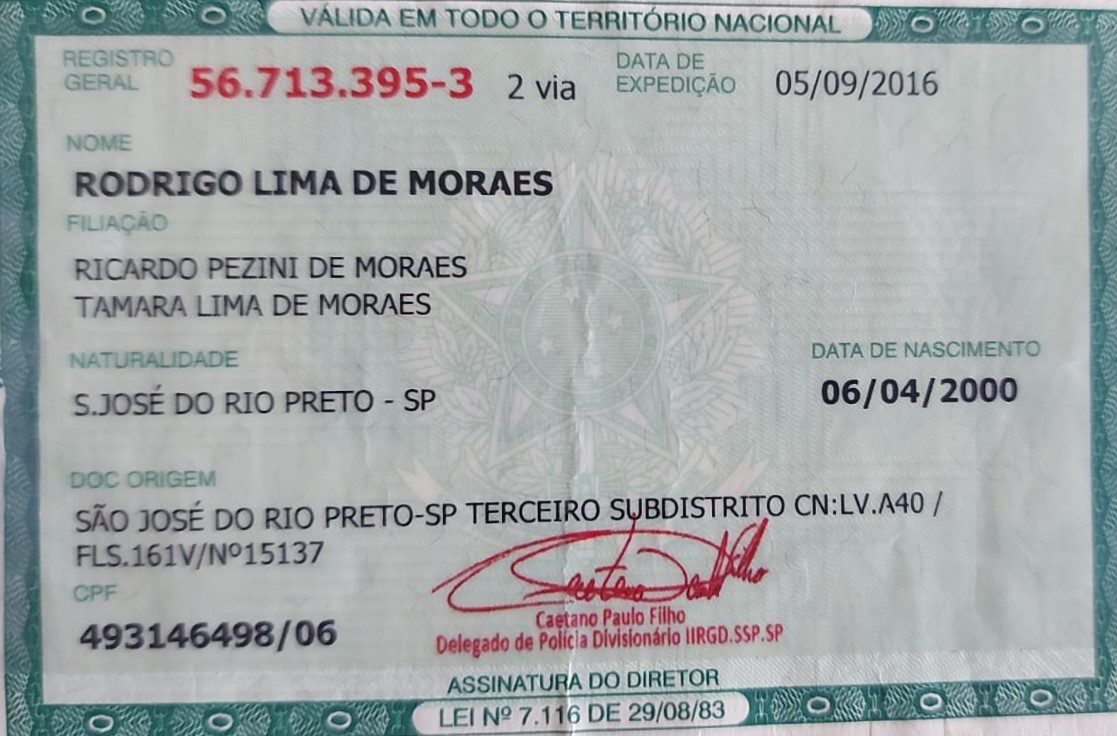 VÁLIDA EM TODO O TERRITÓRIO NACIONAL
REGISTRO GERAL 56.713.395-3 2 via DATA DE EXPEDIÇÃO 05/09/2016
NOME
RODRIGO LIMA DE MORAES
FILIAÇÃO
RICARDO PEZINI DE MORAES
TAMARA LIMA DE MORAES
NATURALIDADE DATA DE NASCIMENTO
S.JOSÉ DO RIO PRETO - SP 06/04/2000
DOC ORIGEM
SÃO JOSÉ DO RIO PRETO-SP TERCEIRO SUBDISTRITO CN:LV.A40 /
FLS.161V/Nº15137
CPF
493146498/06
Caetano Paulo Filho
Delegado de Polícia Divisionário IIRGD.SSP.SP
ASSINATURA DO DIRETOR
LEI Nº 7.116 DE 29/08/83